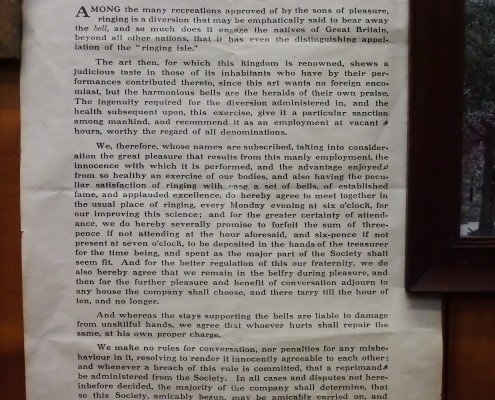 AMONG the many recreations approved of by the sons of pleasure,
ringing is a diversion that may be emphatically said to bear away
the bell, and so much does it engage the natives of Great Britain,
beyond all other nations, that it has even the distinguishing appel-
lation of the "ringing isle."
The art then, for which this Kingdom is renowned, shews a
judicious taste in those of its inhabitants who have by their per-
formances contributed thereto, since this art wants no foreign enco-
miast, but the harmonious bells are the heralds of their own praise.
The ingenuity required for the diversion administered in, and the
health subsequent upon, this exercise, give it a particular sanction
among mankind, and recommend it as an employment at vacant
hours, worthy the regard of all denominations.
We, therefore, whose names are subscribed, taking into consider-
ation the great pleasure that results from this manly employment, the
innocence with which it is performed, and the advantage enjoyed
from so healthy an exercise of our bodies, and also having the pecu-
liar satisfaction of ringing with ease a set of bells, of established
fame, and applauded excellence, do hereby agree to meet together in
the usual place of ringing, every Monday evening at six o'clock, for
our improving this science; and for the greater certainty of attend-
ance, we do hereby severally promise to forfeit the sum of three-
pence if not attending at the hour aforesaid, and six-pence if not
present at seven o'clock, to be deposited in the hands of the treasurer
for the time being, and spent as the major part of the Society shall
seem fit. And for the better regulation of this our fraternity, we do
also hereby agree that we remain in the belfry during pleasure, and
then for the further pleasure and benefit of conversation adjourn to
any house the company shall choose, and there tarry till the hour of
ten, and no longer.
And whereas the stays supporting the bells are liable to damage
from unskilful hands, we agree that whoever hurts shall repair the
same, at his own proper charge.
We make no rules for conversation, nor penalties for any misbe-
haviour in it, resolving to render it innocently agreeable to each other;
and whenever a breach of this rule is committed, that a reprimand
be administered from the Society. In all cases and disputes not here-
inbefore decided, the majority of the company shall determine, that
so this Society, amicably begun, may be amicably carried on, and